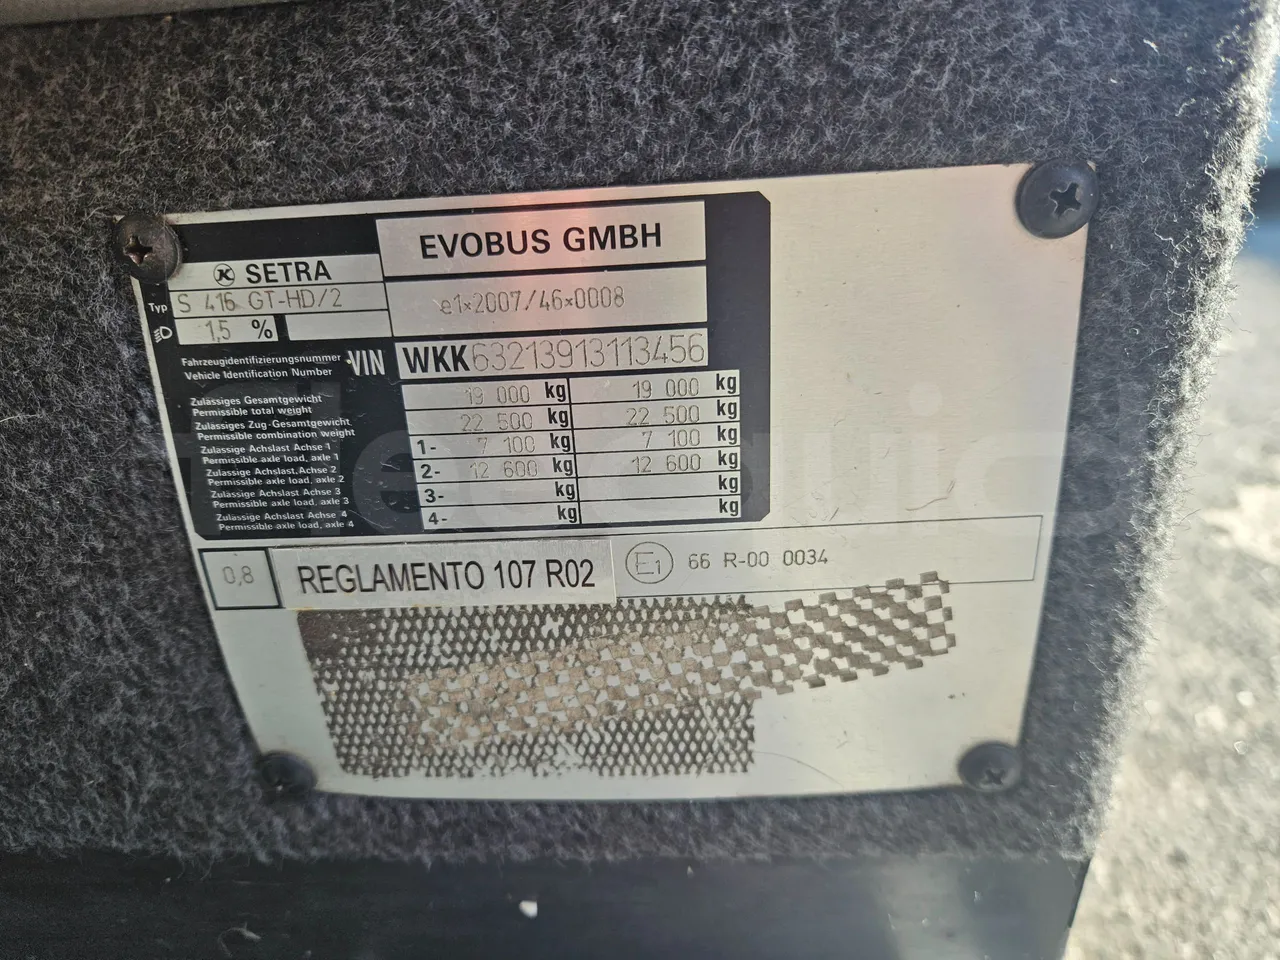 EVOBUS GMBH
SETRA
Typ S 416 GT-HD/2
e1*2007/46*0008
1,5 %
Fahrzeugidentifizierungsnummer
Vehicle Identification Number
VIN WKK63213913113456
Zulässiges Gesamtgewicht
Permissible total weight
19 000 kg 19 000 kg
Zulässiges Zug-Gesamtgewicht
Permissible combination weight
22 500 kg 22 500 kg
Zulässige Achslast Achse 1
Permissible axle load, axle 1
1- 7 100 kg 7 100 kg
Zulässige Achslast, Achse 2
Permissible axle load, axle 2
2- 12 600 kg 12 600 kg
Zulässige Achslast Achse 3
Permissible axle load, axle 3
3- kg kg
Zulässige Achslast Achse 4
Permissible axle load, axle 4
4- kg kg
0,8
REGLAMENTO 107 R02
E1 66 R-00 0034